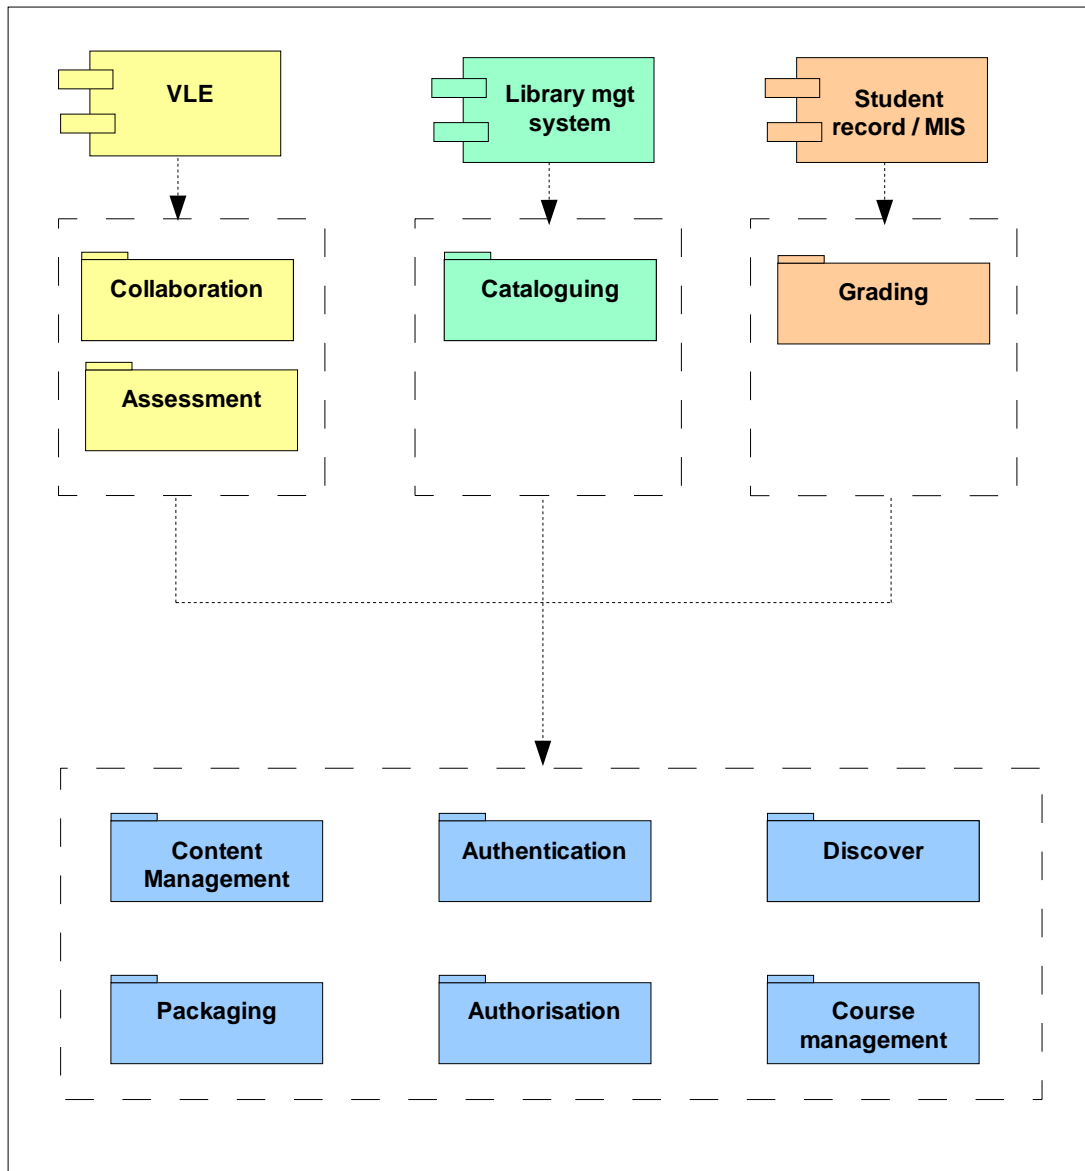 VLE
Library mgt
system
Student
record / MIS
Collaboration
Cataloguing
Grading
Assessment
Content
Management
Authentication
Discover
Packaging
Authorisation
Course
management